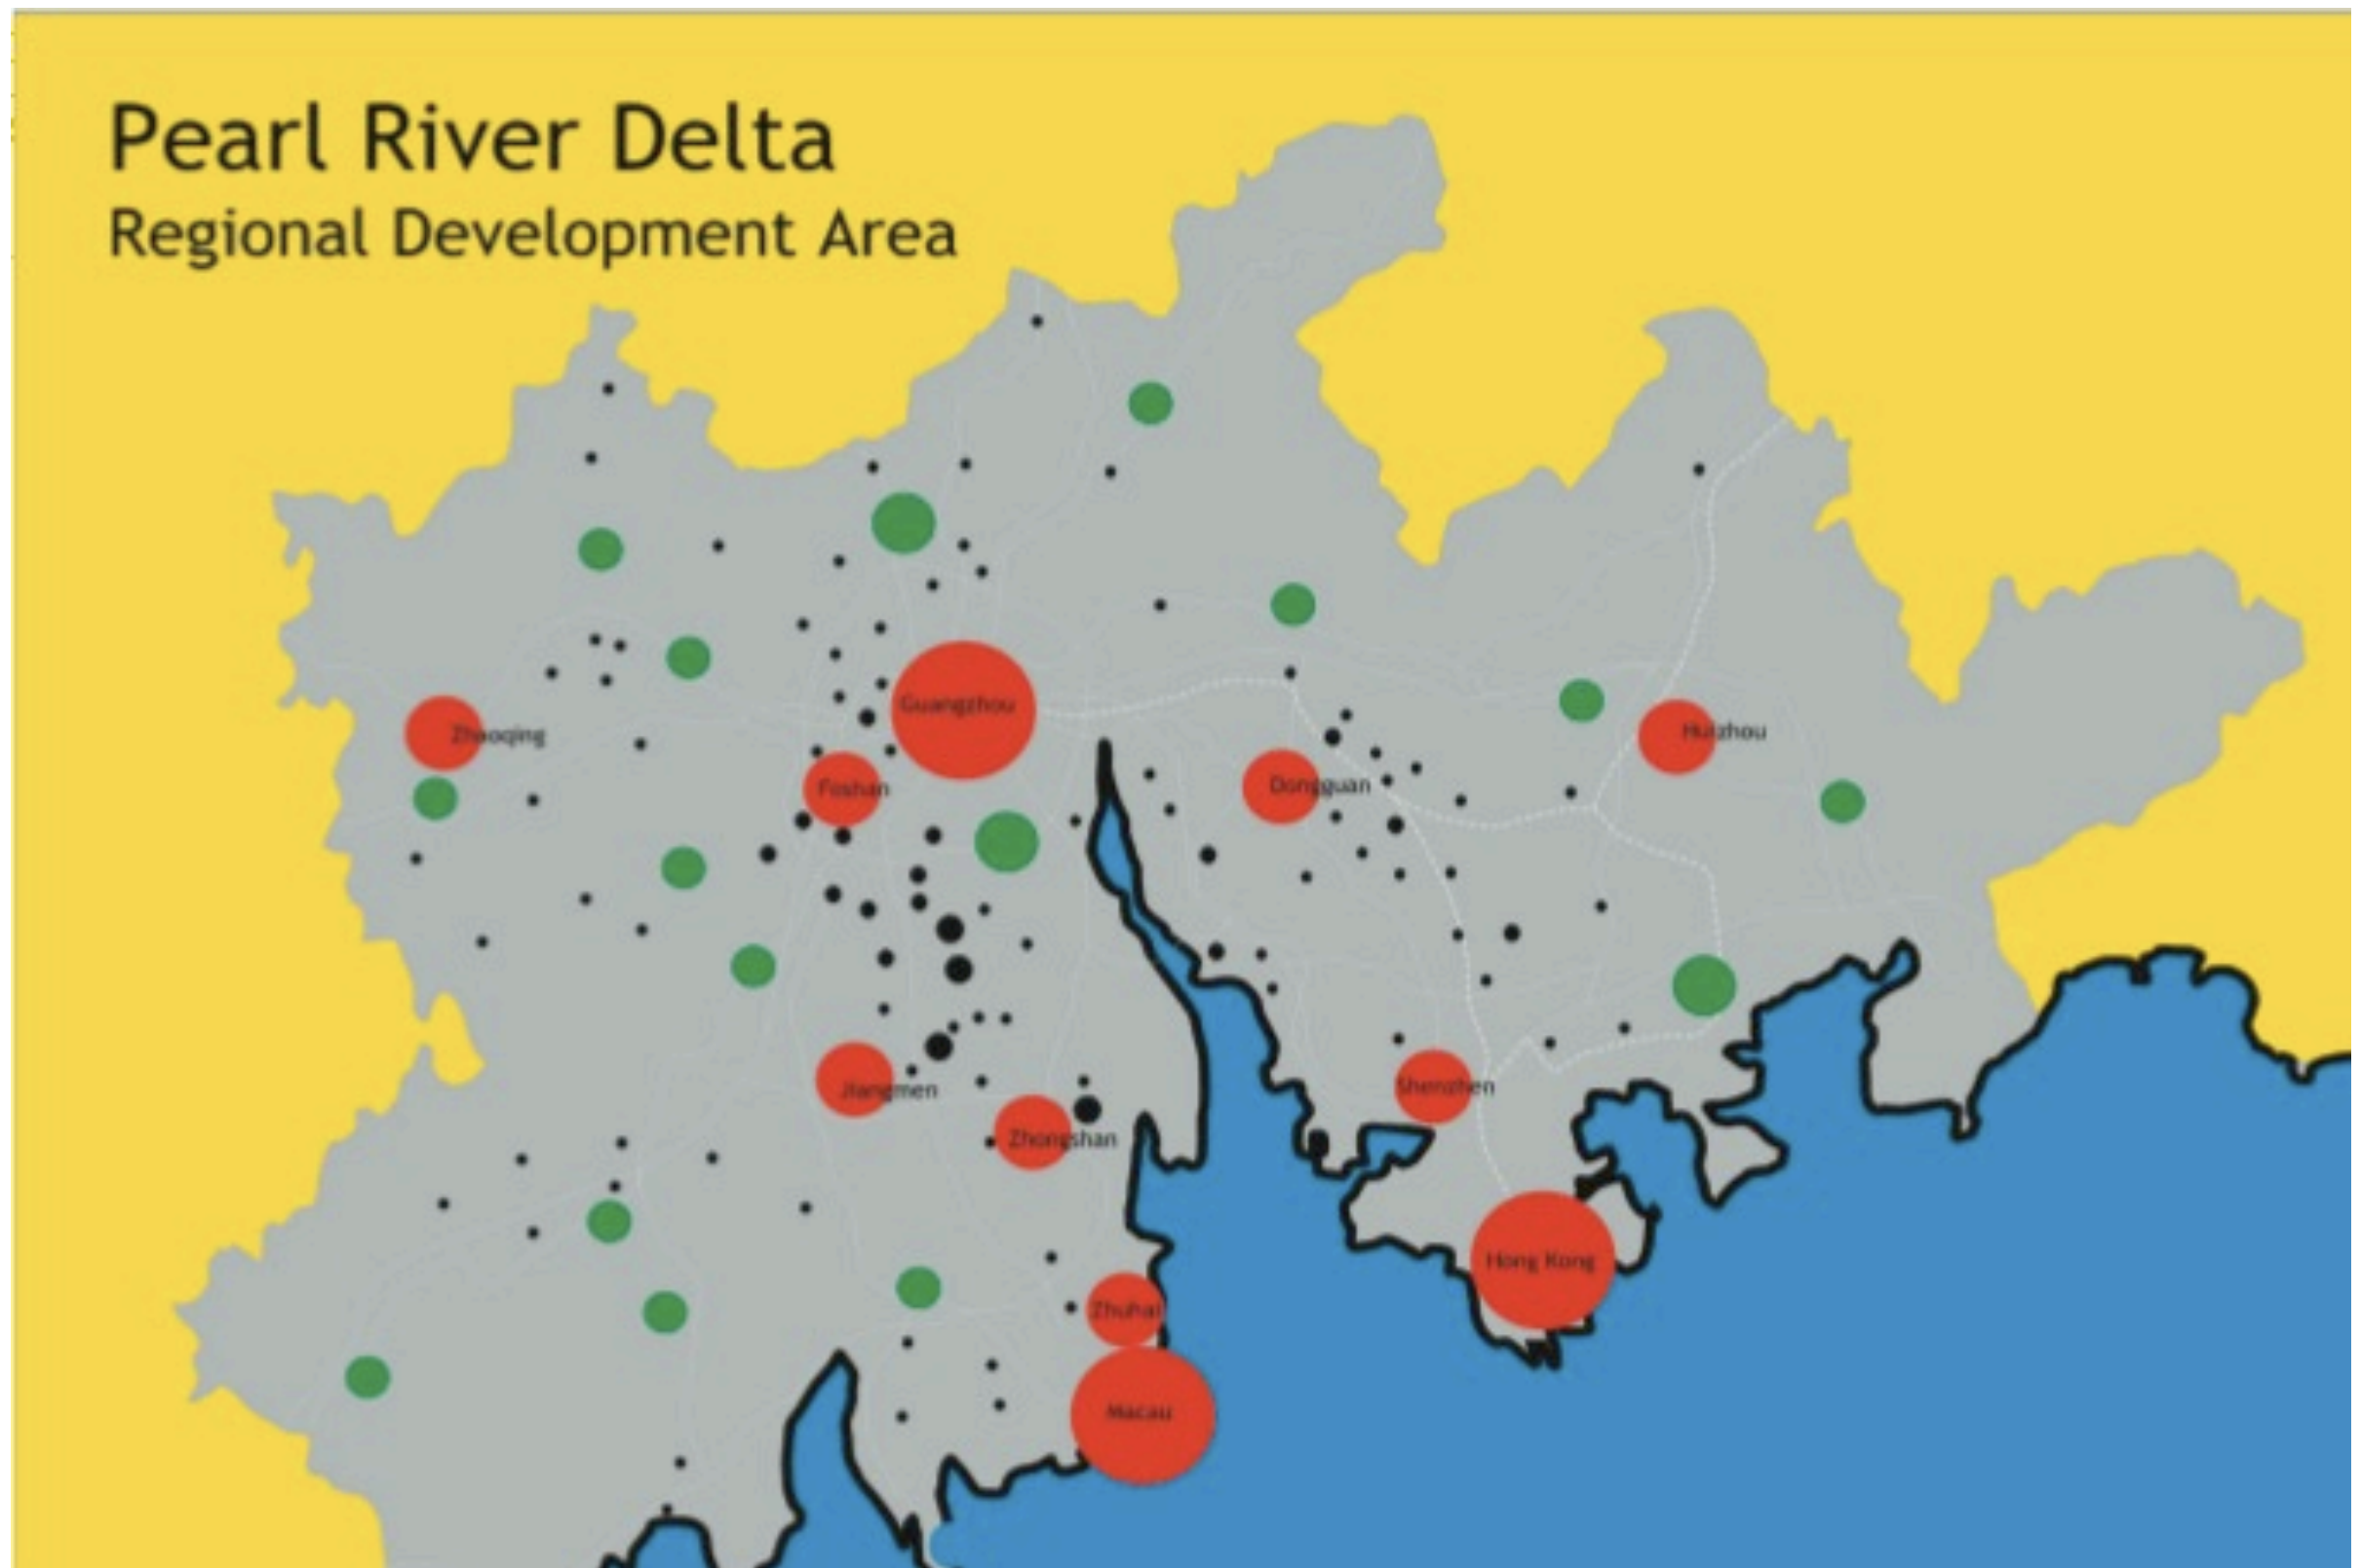 Pearl River Delta
Regional Development Area
Guangzhou
Zhaoqing
Huizhou
Foshan
Dongguan
Jiangmen
Shenzhen
Zhongshan
Hong Kong
Zhuhai
Macau